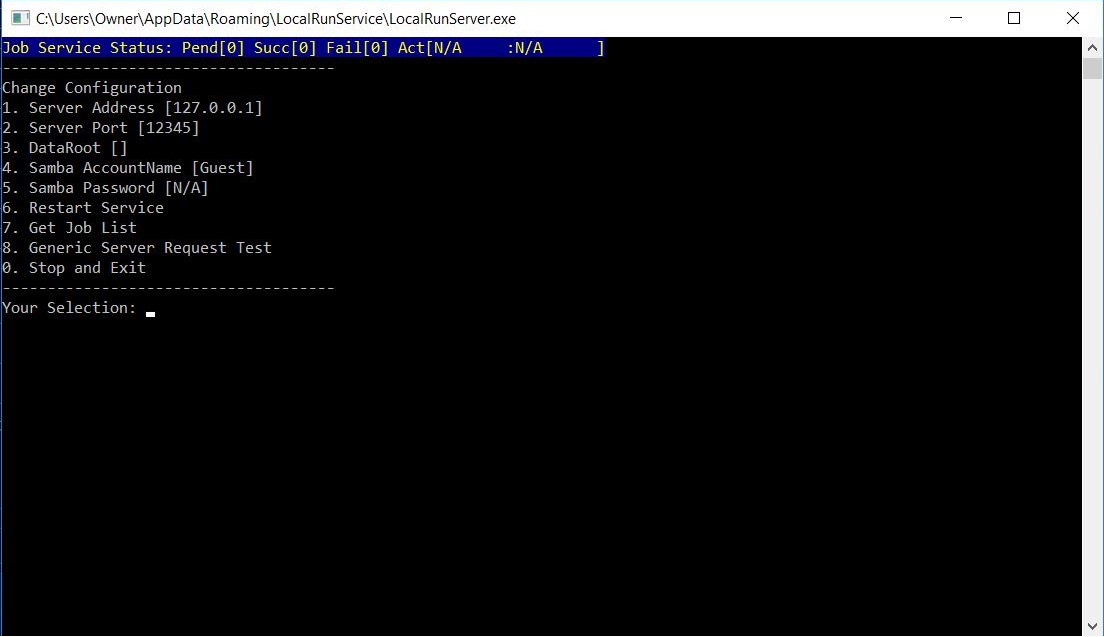 C:\Users\Owner\AppData\Roaming\LocalRunService\LocalRunServer.exe
Job Service Status: Pend[0] Succ[0] Fail[0] Act[N/A     :N/A      ]
-------------------------------------
Change Configuration
1. Server Address [127.0.0.1]
2. Server Port [12345]
3. DataRoot []
4. Samba AccountName [Guest]
5. Samba Password [N/A]
6. Restart Service
7. Get Job List
8. Generic Server Request Test
0. Stop and Exit
-------------------------------------
Your Selection: